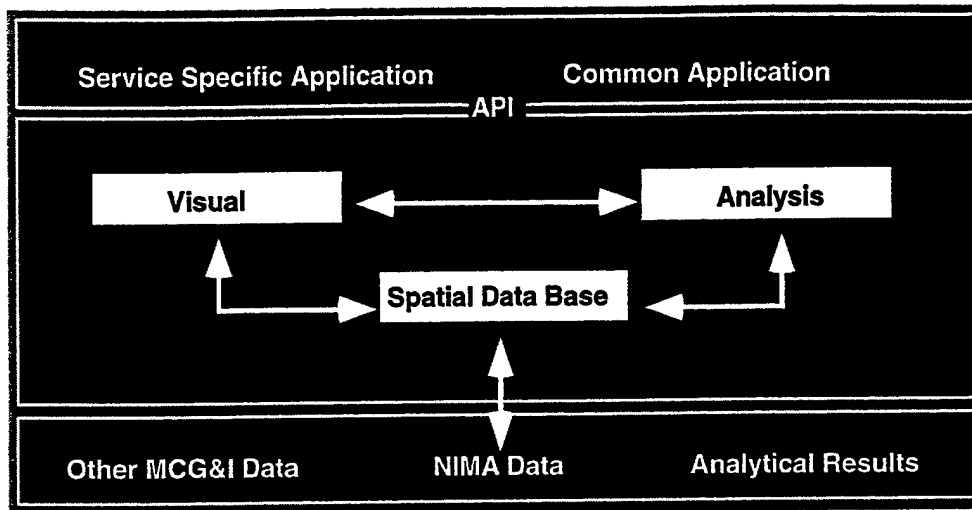 Service Specific Application
Common Application
API
Visual
Analysis
Spatial Data Base
Other MCG&I Data
NIMA Data
Analytical Results